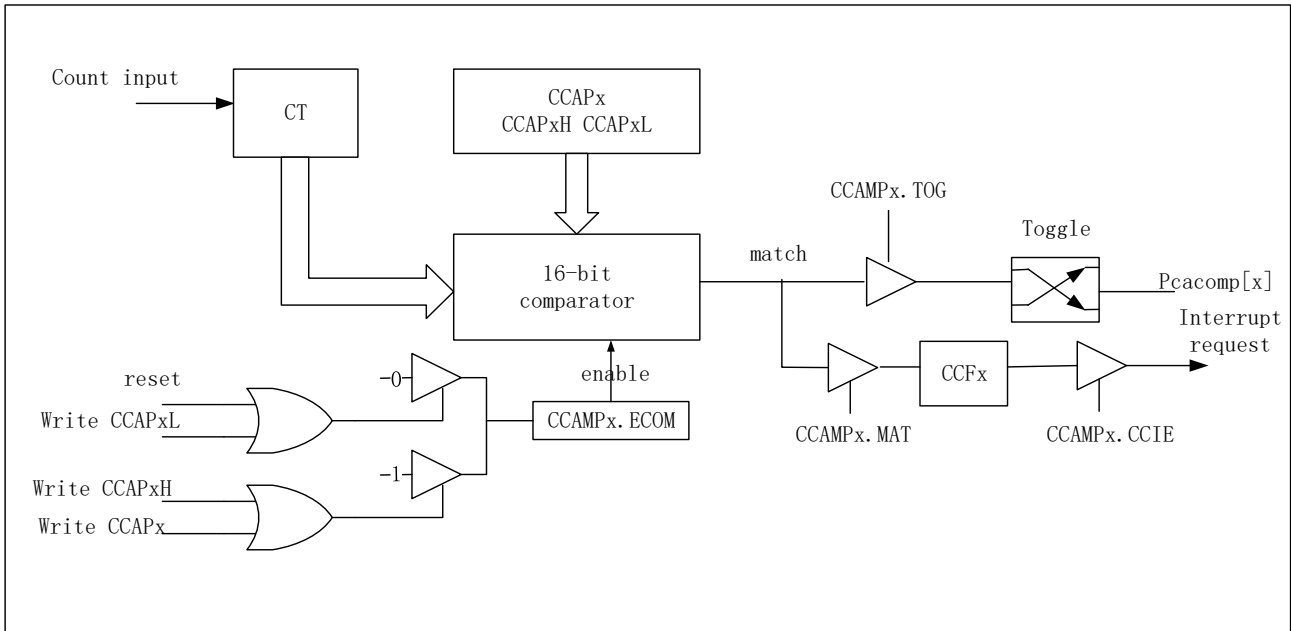 Count input
CT
CCAPx
CCAPxH CCAPxL
CCAMPx.TOG
Toggle
match
16-bit
comparator
Pcacomp[x]
Interrupt
request
enable
reset
-0
CCFx
Write CCAPxL
CCAMPx.ECOM
CCAMPx.MAT
CCAMPx.CCIE
-1
Write CCAPxH
Write CCAPx